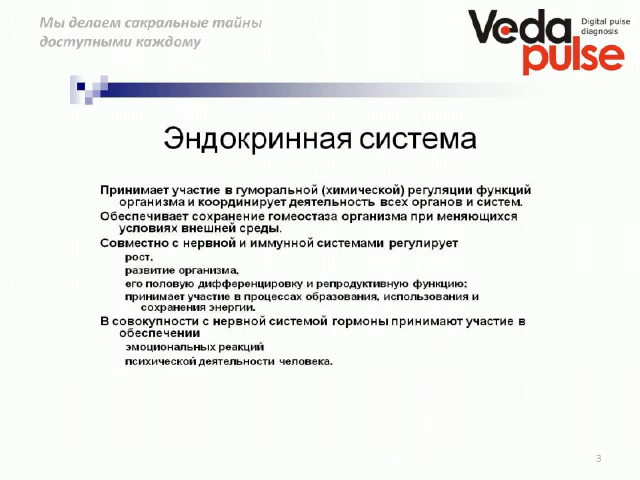 Мы делаем сакральные тайны
доступными каждому
Veda
pulse
Digital pulse
diagnosis
Эндокринная система
Принимает участие в гуморальной (химической) регуляции функций
организма и координирует деятельность всех органов и систем.
Обеспечивает сохранение гомеостаза организма при меняющихся
условиях внешней среды.
Совместно с нервной и иммунной системами регулирует
рост,
развитие организма,
его половую дифференцировку и репродуктивную функцию;
принимает участие в процессах образования, использования и
сохранения энергии.
В совокупности с нервной системой гормоны принимают участие в
обеспечении
эмоциональных реакций
психической деятельности человека.
3